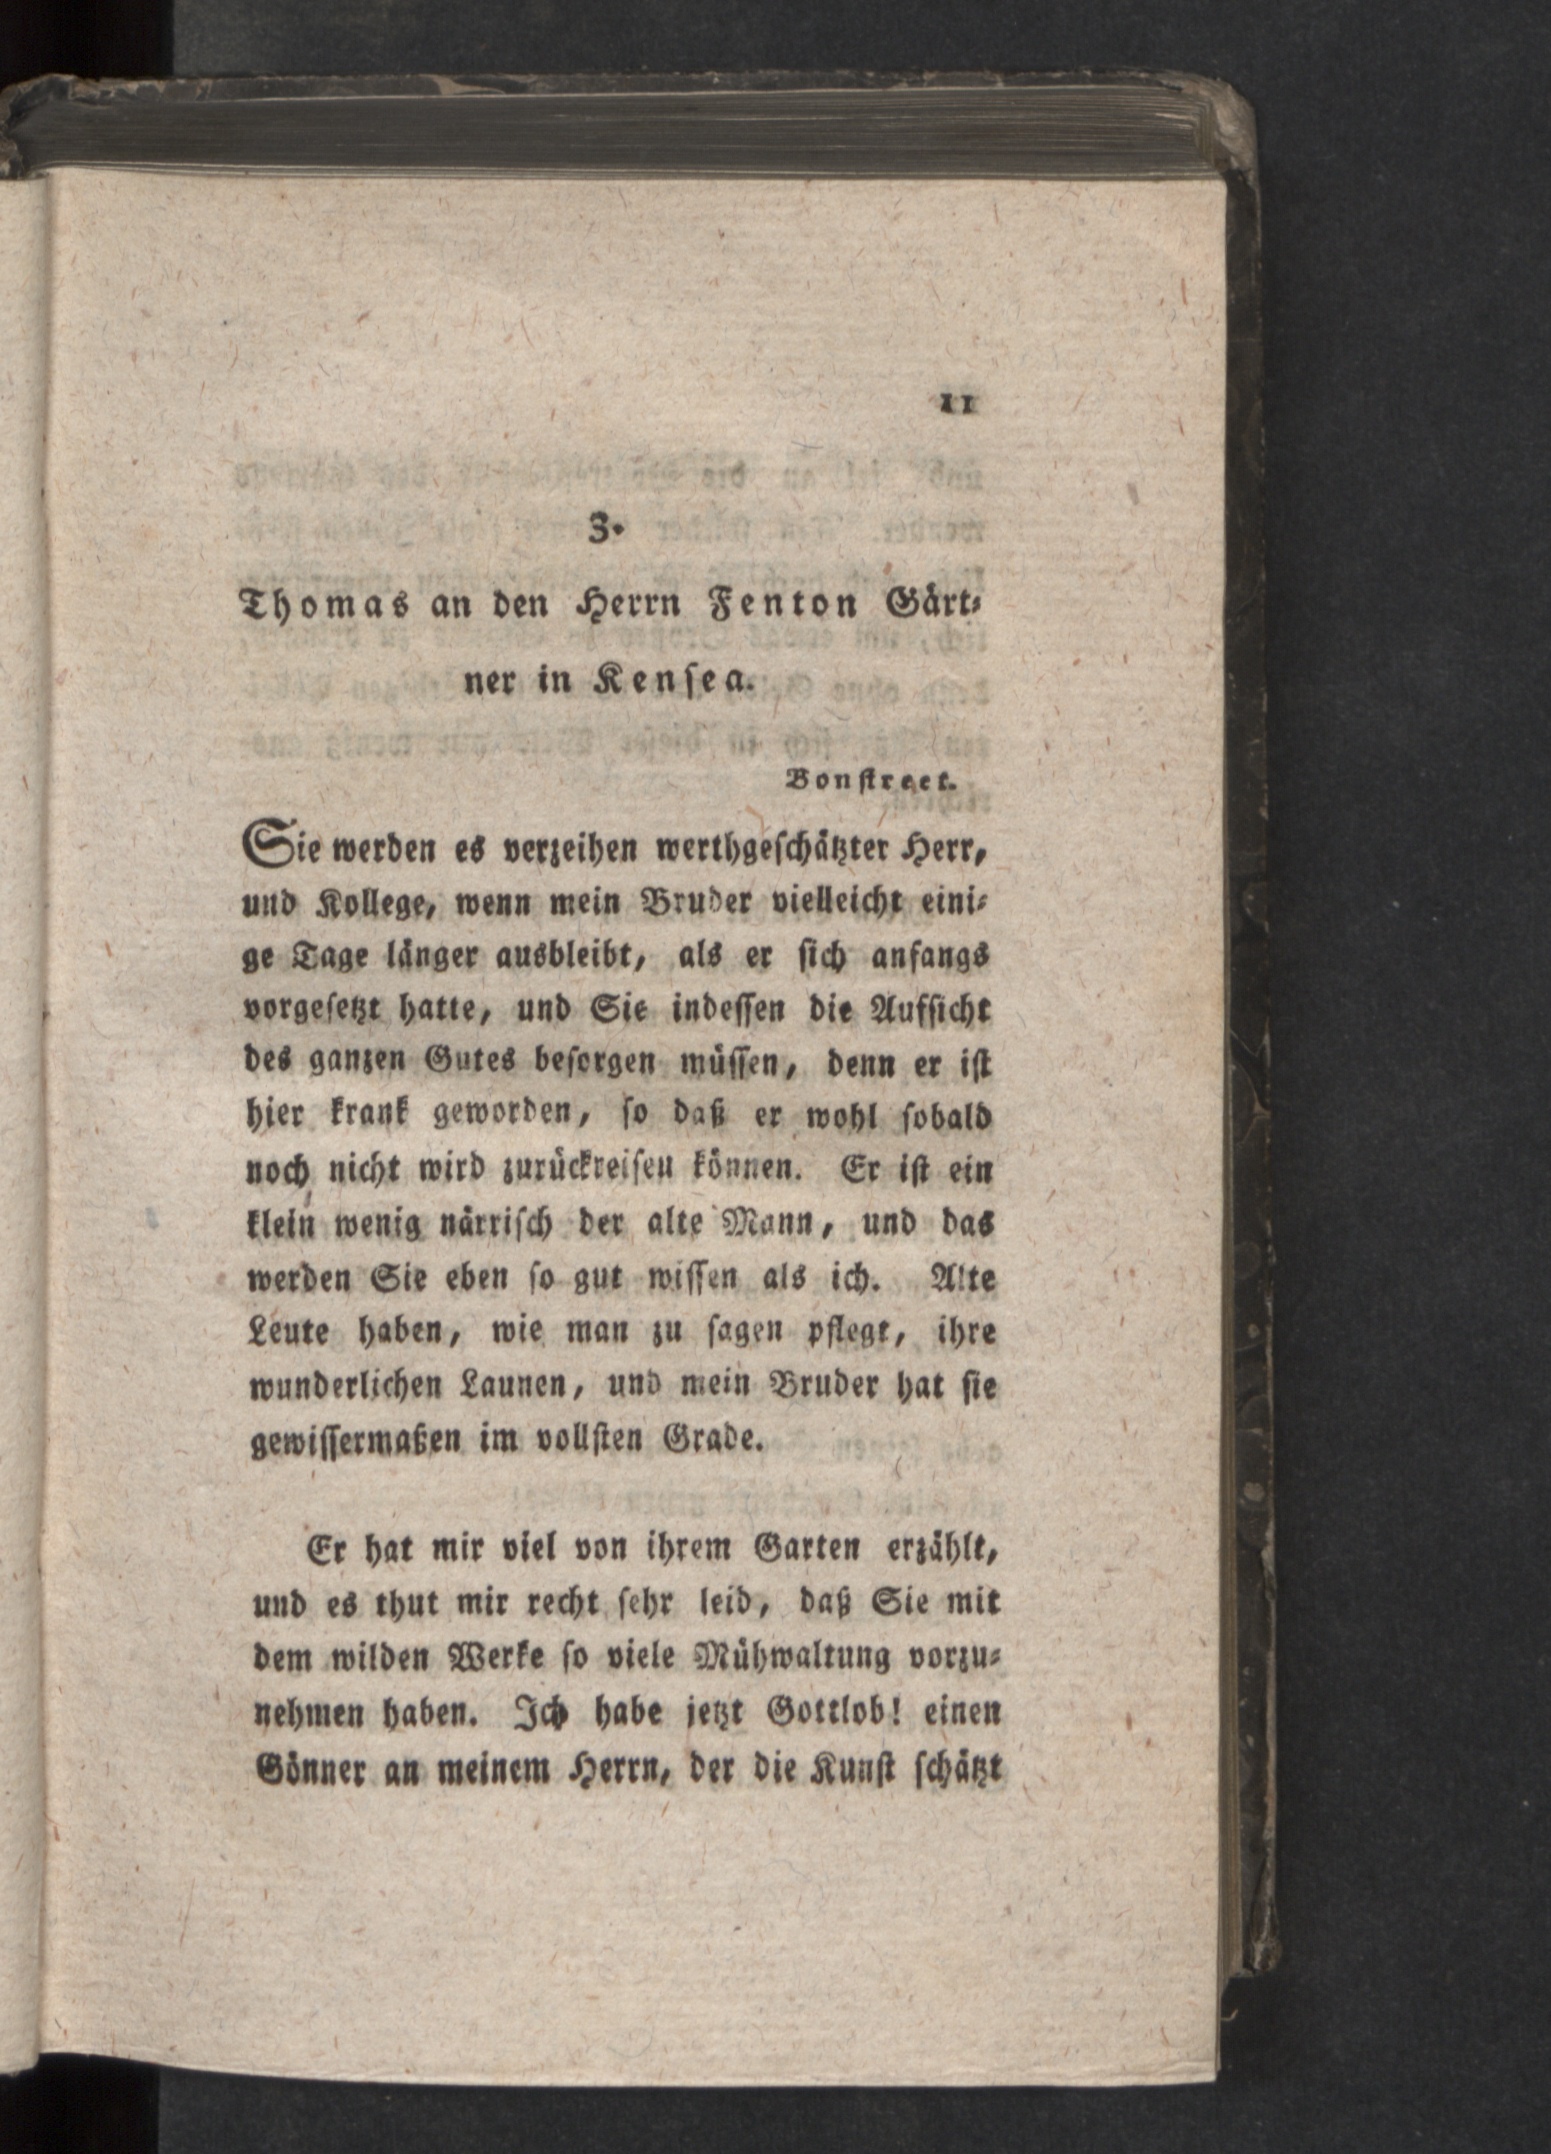 11
3.
Thomas an den Herrn Fenton Gärt⸗
ner in Kenſea.
Bonſtreet.
Sie werden es verzeihen werthgeſchätzter Herr,
und Kollege, wenn mein Bruder vielleicht eini⸗
ge Tage länger ausbleibt, als er ſich anfangs
vorgeſetzt hatte, und Sie indeſſen die Aufſicht
des ganzen Gutes beſorgen müſſen, denn er iſt
hier krank geworden, ſo daß er wohl ſobald
noch nicht wird zurückreiſen können. Er iſt ein
klein wenig närriſch der alte Mann, und das
werden Sie eben ſo gut wiſſen als ich. Alte
Leute haben, wie man zu ſagen pflegt, ihre
wunderlichen Launen, und mein Bruder hat ſie
gewiſſermaßen im vollſten Grade.
Er hat mir viel von ihrem Garten erzählt,
und es thut mir recht ſehr leid, daß Sie mit
dem wilden Werke ſo viele Mühwaltung vorzu⸗
nehmen haben. Ich habe jetzt Gottlob! einen
Gönner an meinem Herrn, der die Kunſt ſchätzt